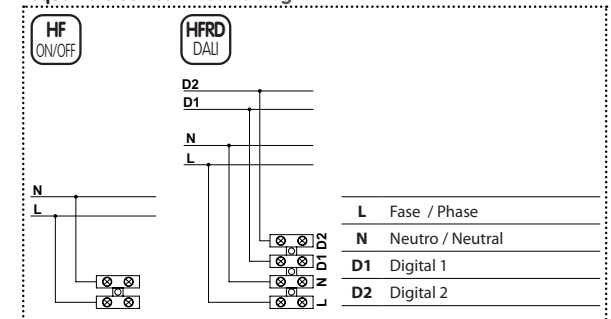 HF
ON/OFF
HFRD
DALI
D2
D1
N
L
N
L
D2
D1
N
L
L Fase / Phase
N Neutro / Neutral
D1 Digital 1
D2 Digital 2